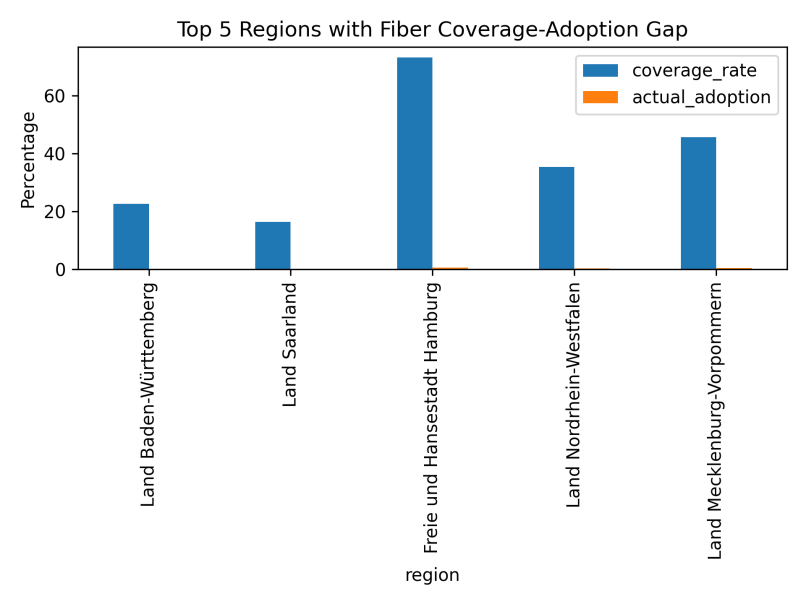 Top 5 Regions with Fiber Coverage-Adoption Gap
coverage_rate
actual_adoption
Percentage
60
40
20
0
Land Baden-Württemberg
Land Saarland
Freie und Hansestadt Hamburg
Land Nordrhein-Westfalen
Land Mecklenburg-Vorpommern
region